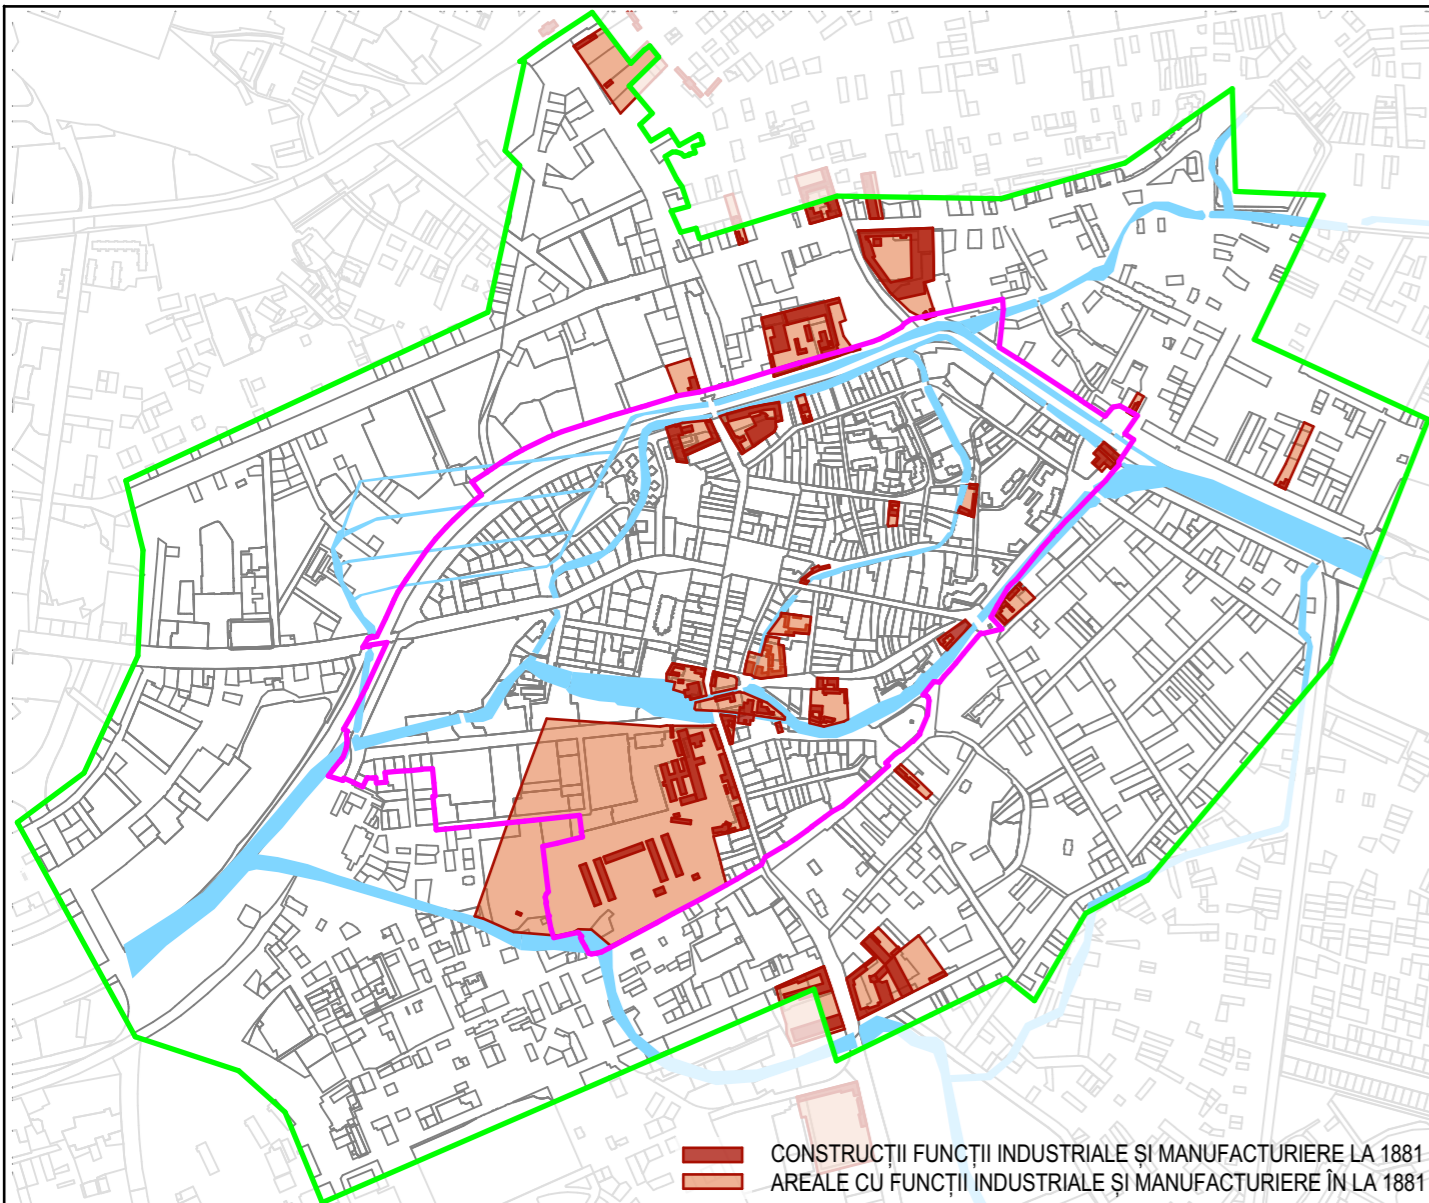 CONSTRUCȚII FUNCȚII INDUSTRIALE ȘI MANUFACTURIERE LA 1881
AREALE CU FUNCȚII INDUSTRIALE ȘI MANUFACTURIERE ÎN LA 1881